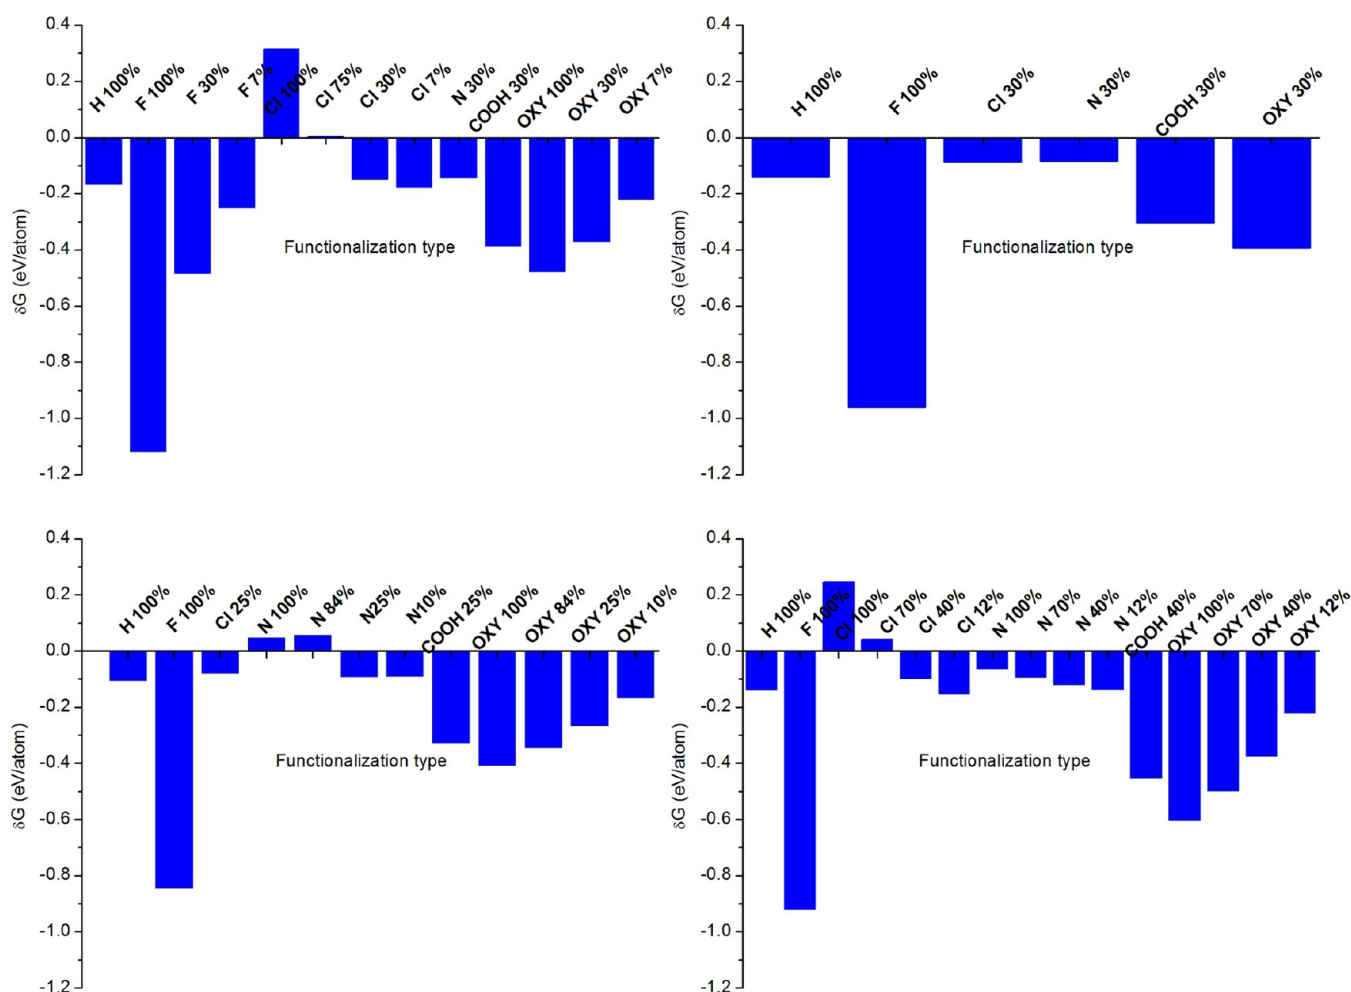 0.4
0.2
0.0
-0.2
-0.4
-0.6
-0.8
-1.0
-1.2
δG (eV/atom)
H 100%
F 100%
F 30%
F 7%
Cl 100%
Cl 75%
Cl 30%
Cl 7%
N 30%
COOH 30%
OXY 100%
OXY 30%
OXY 7%
Functionalization type
0.4
0.2
0.0
-0.2
-0.4
-0.6
-0.8
-1.0
-1.2
δG (eV/atom)
H 100%
F 100%
Cl 30%
N 30%
COOH 30%
OXY 30%
Functionalization type
0.4
0.2
0.0
-0.2
-0.4
-0.6
-0.8
-1.0
-1.2
δG (eV/atom)
H 100%
F 100%
Cl 25%
N 100%
N 84%
N25%
N10%
COOH 25%
OXY 100%
OXY 84%
OXY 25%
OXY 10%
Functionalization type
0.4
0.2
0.0
-0.2
-0.4
-0.6
-0.8
-1.0
-1.2
δG (eV/atom)
H 100%
F 100%
Cl 100%
Cl 70%
Cl 40%
Cl 12%
N 100%
N 70%
N 40%
N 12%
COOH 40%
OXY 100%
OXY 70%
OXY 40%
OXY 12%
Functionalization type